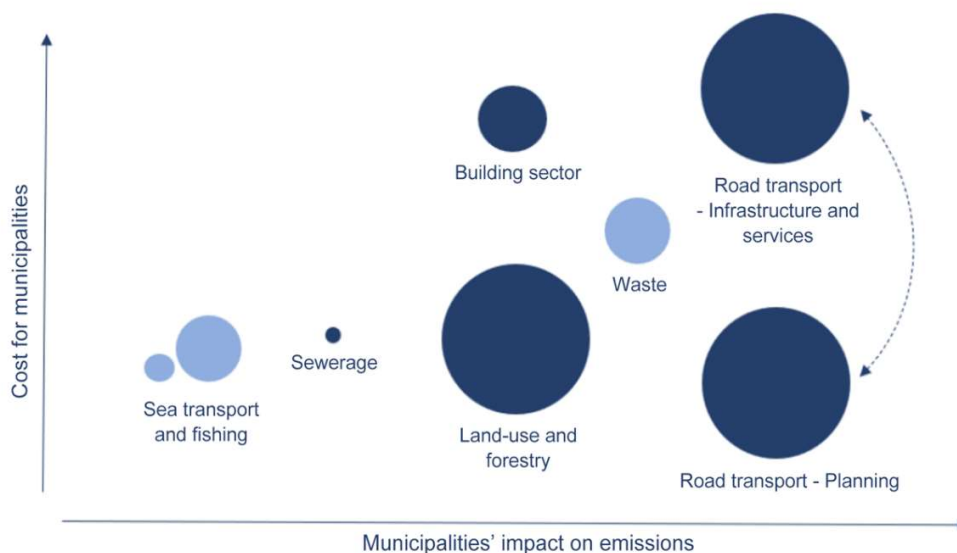 Cost for municipalities
Building sector
Road transport
- Infrastructure and
services
Waste
Sewerage
Sea transport
and fishing
Land-use and
forestry
Road transport - Planning
Municipalities' impact on emissions